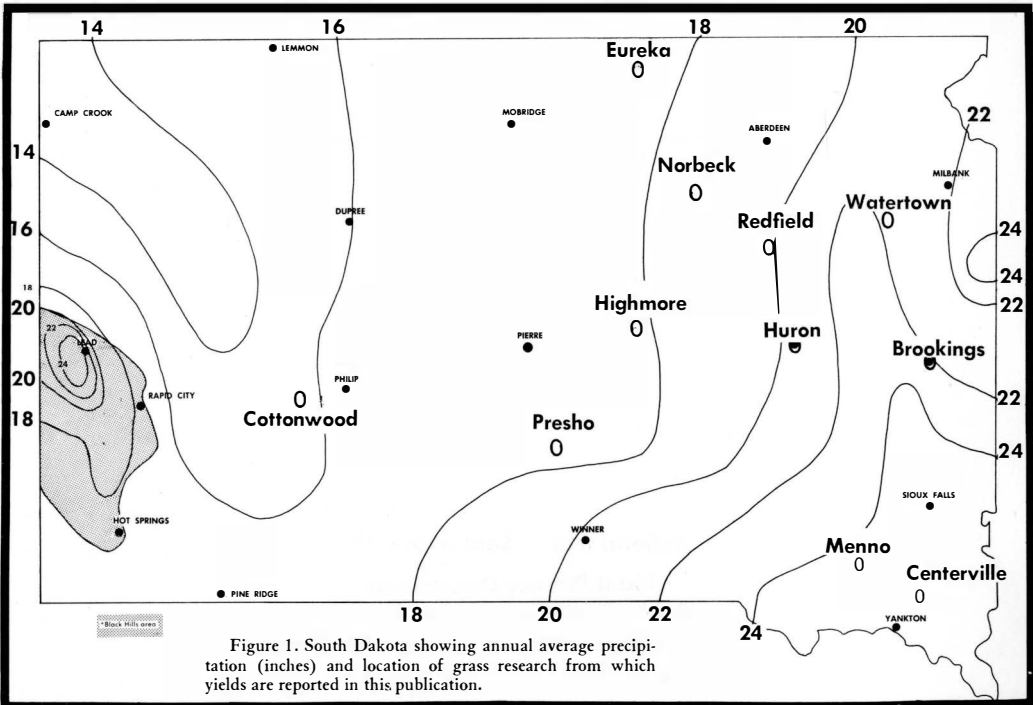 14
16
18
20
LEMMON
Eureka
CAMP CROOK
MOBRIDGE
ABERDEEN
22
14
Norbeck
MILBANK
Watertown
DUPREE
Redfield
16
24
24
18
20
Highmore
22
22
LEAD
24
PIERRE
Huron
Brookings
20
PHILIP
RAPID CITY
22
18
Cottonwood
Presho
24
SIOUX FALLS
HOT SPRINGS
WINNER
Menno
Centerville
PINE RIDGE
18
20
22
24
YANKTON
*Black Hills area
Figure 1. South Dakota showing annual average precipi-
tation (inches) and location of grass research from which
yields are reported in this publication.